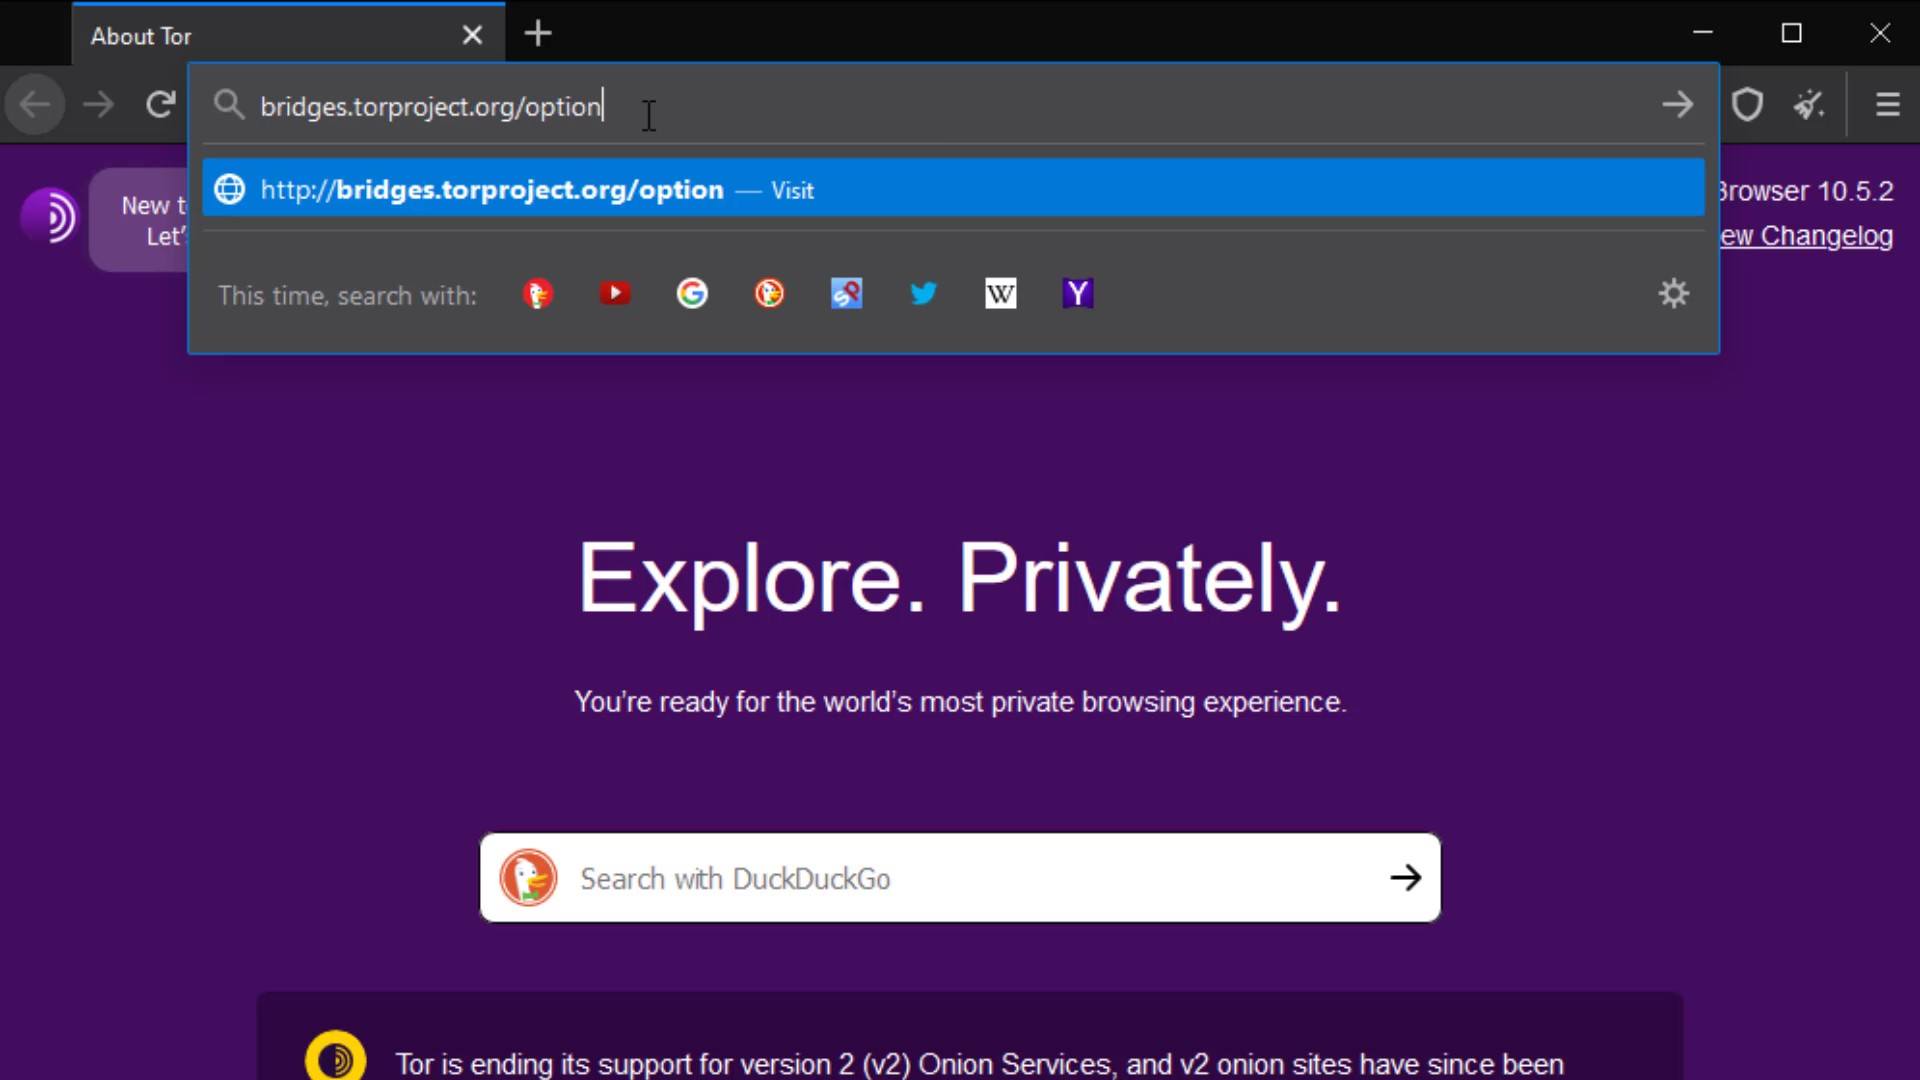 About Tor
bridges.torproject.org/option
http://bridges.torproject.org/option — Visit
New t
Let'
Browser 10.5.2
ew Changelog
This time, search with:
W
Y
Explore. Privately.
You're ready for the world's most private browsing experience.
Search with DuckDuckGo
Tor is ending its support for version 2 (v2) Onion Services, and v2 onion sites have since been